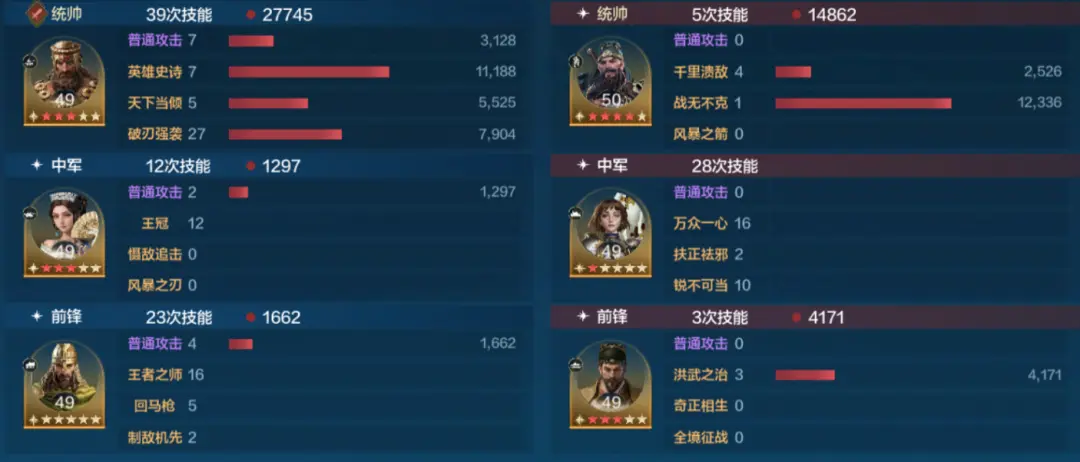 统帅 39次技能 27745
普通攻击 7 3,128
英雄史诗 7 11,188
天下当倾 5 5,525
破刃强袭 27 7,904
49
中军 12次技能 1297
普通攻击 2 1,297
王冠 12
慑敌追击 0
风暴之刃 0
49
前锋 23次技能 1662
普通攻击 4 1,662
王者之师 16
回马枪 5
制敌机先 2
49
统帅 5次技能 14862
普通攻击 0
千里溃敌 4 2,526
战无不克 1 12,336
风暴之箭 0
50
中军 28次技能
普通攻击 0
万众一心 16
扶正祛邪 2
锐不可当 10
49
前锋 3次技能 4171
普通攻击 0
洪武之治 3 4,171
奇正相生 0
全境征战 0
49